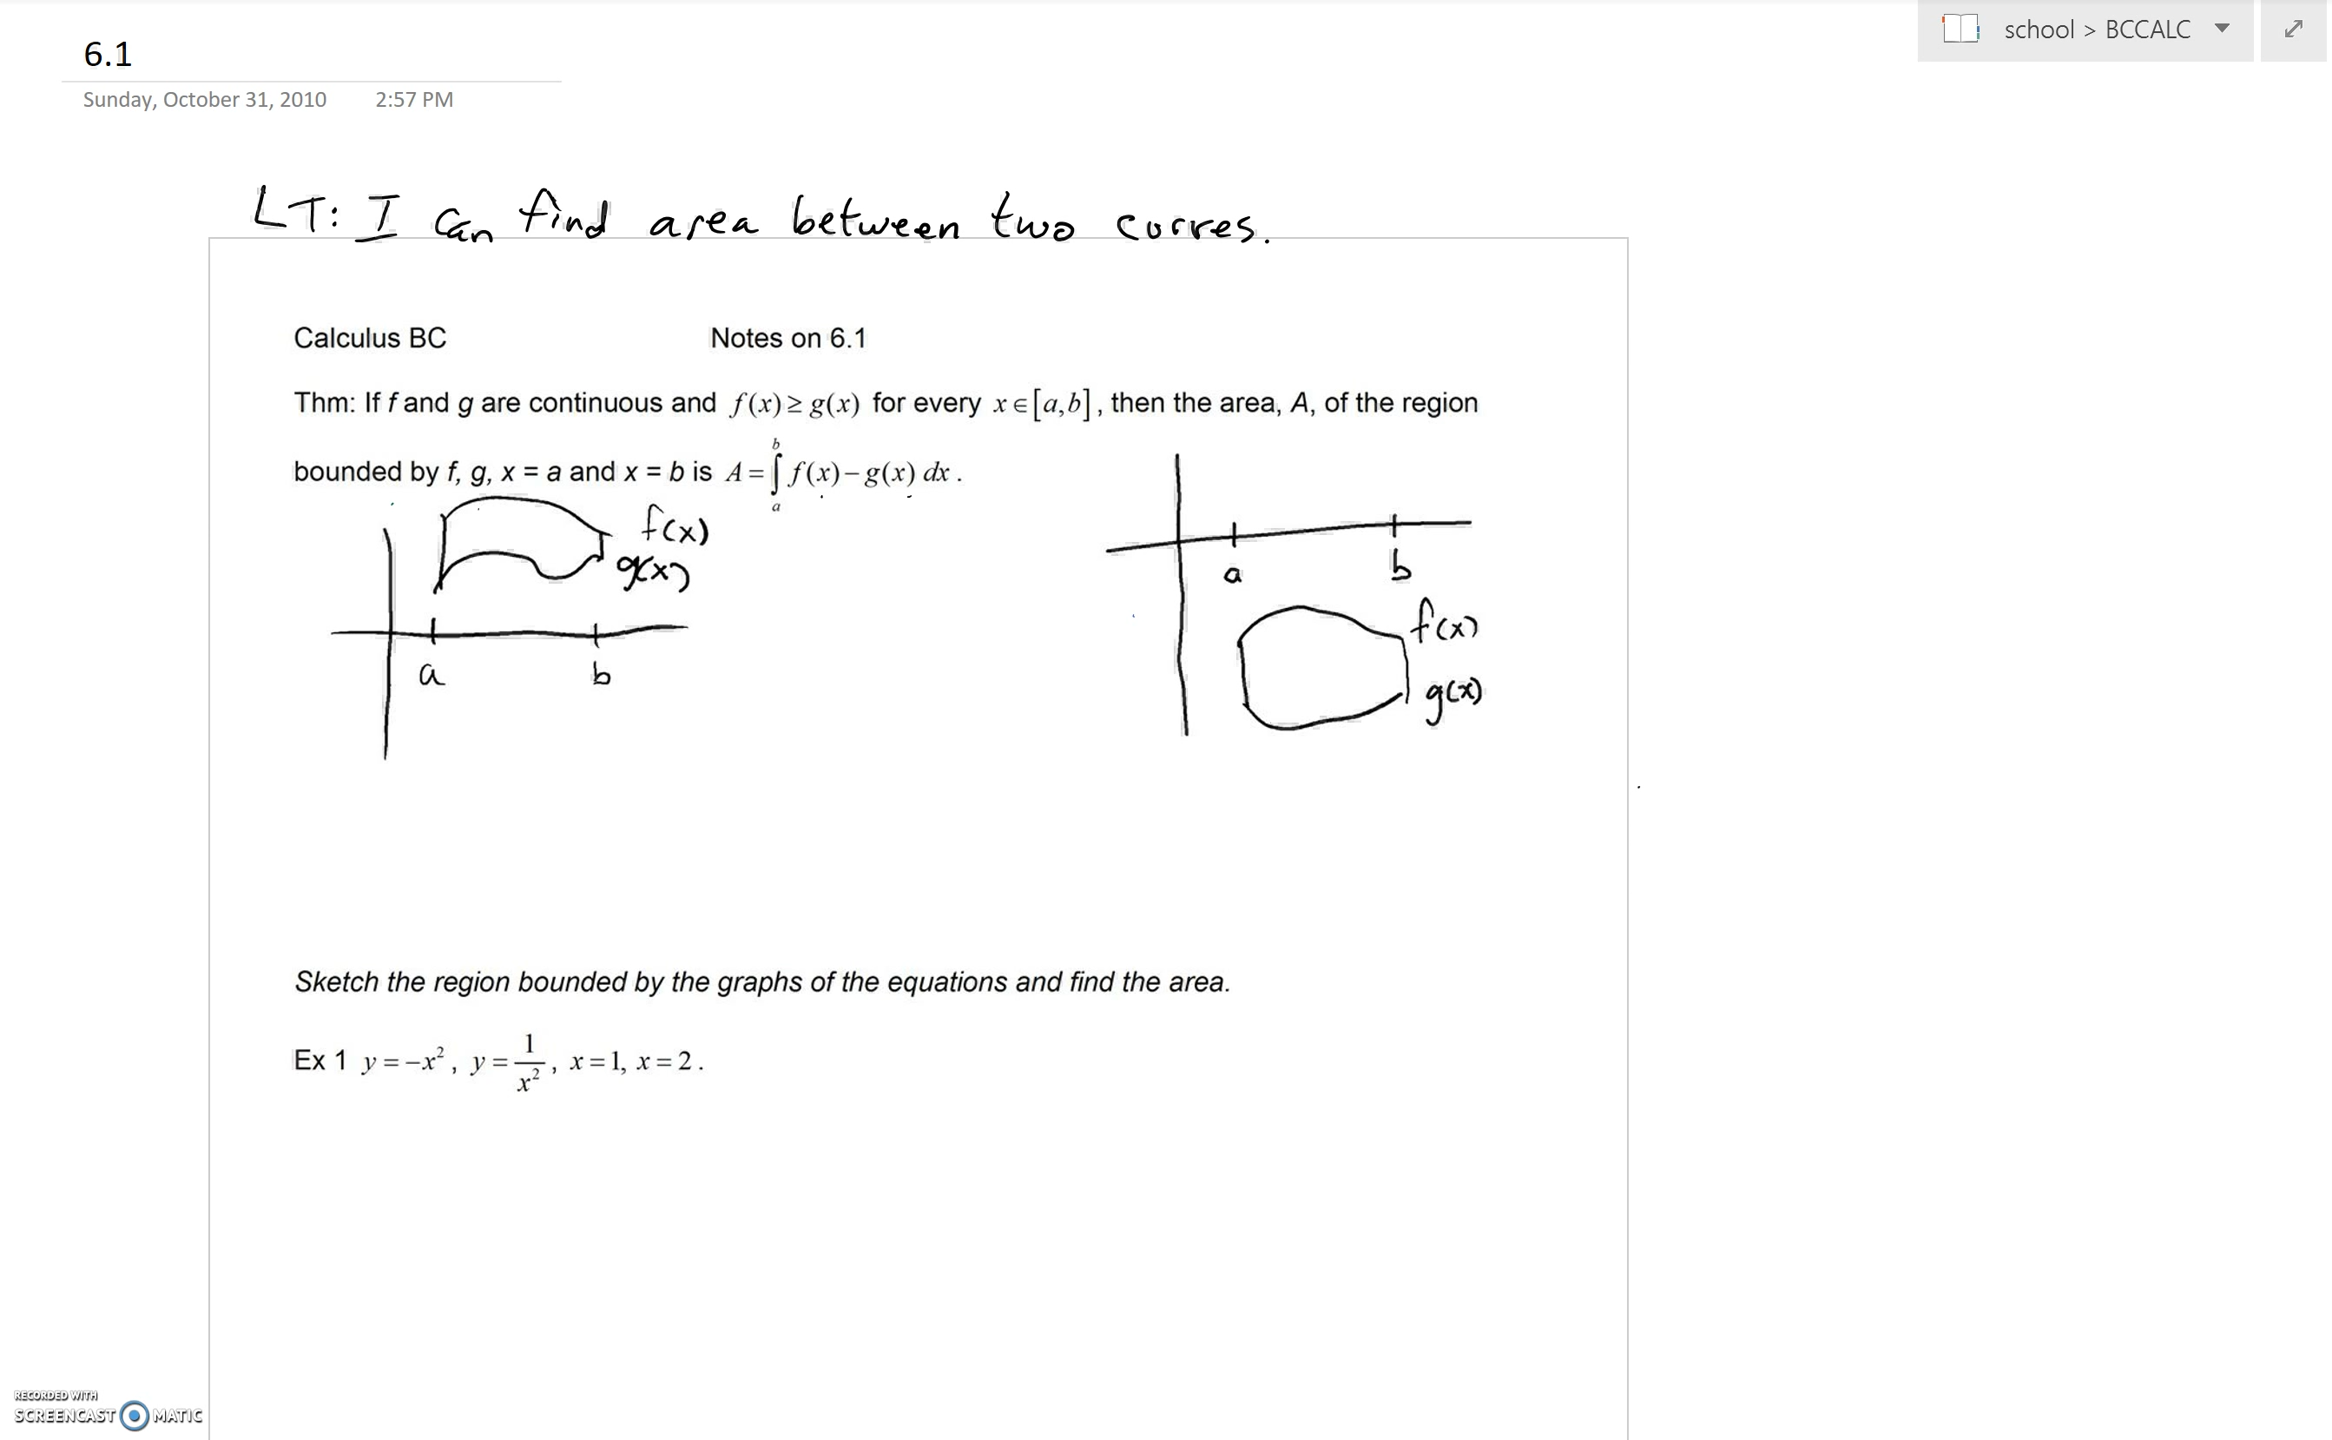 school > BCCALC
6.1
Sunday, October 31, 2010 2:57 PM
LT: I can find area between two curves.
Calculus BC Notes on 6.1
Thm: If f and g are continuous and f(x) ≥ g(x) for every x ∈ [a,b], then the area, A, of the region
bounded by f, g, x = a and x = b is A = ∫_a^b f(x) − g(x) dx.
f(x)
g(x)
a b
a b
f(x)
g(x)
Sketch the region bounded by the graphs of the equations and find the area.
Ex 1 y = −x², y = 1/x², x = 1, x = 2.
RECORDED WITH
SCREENCAST MATIC